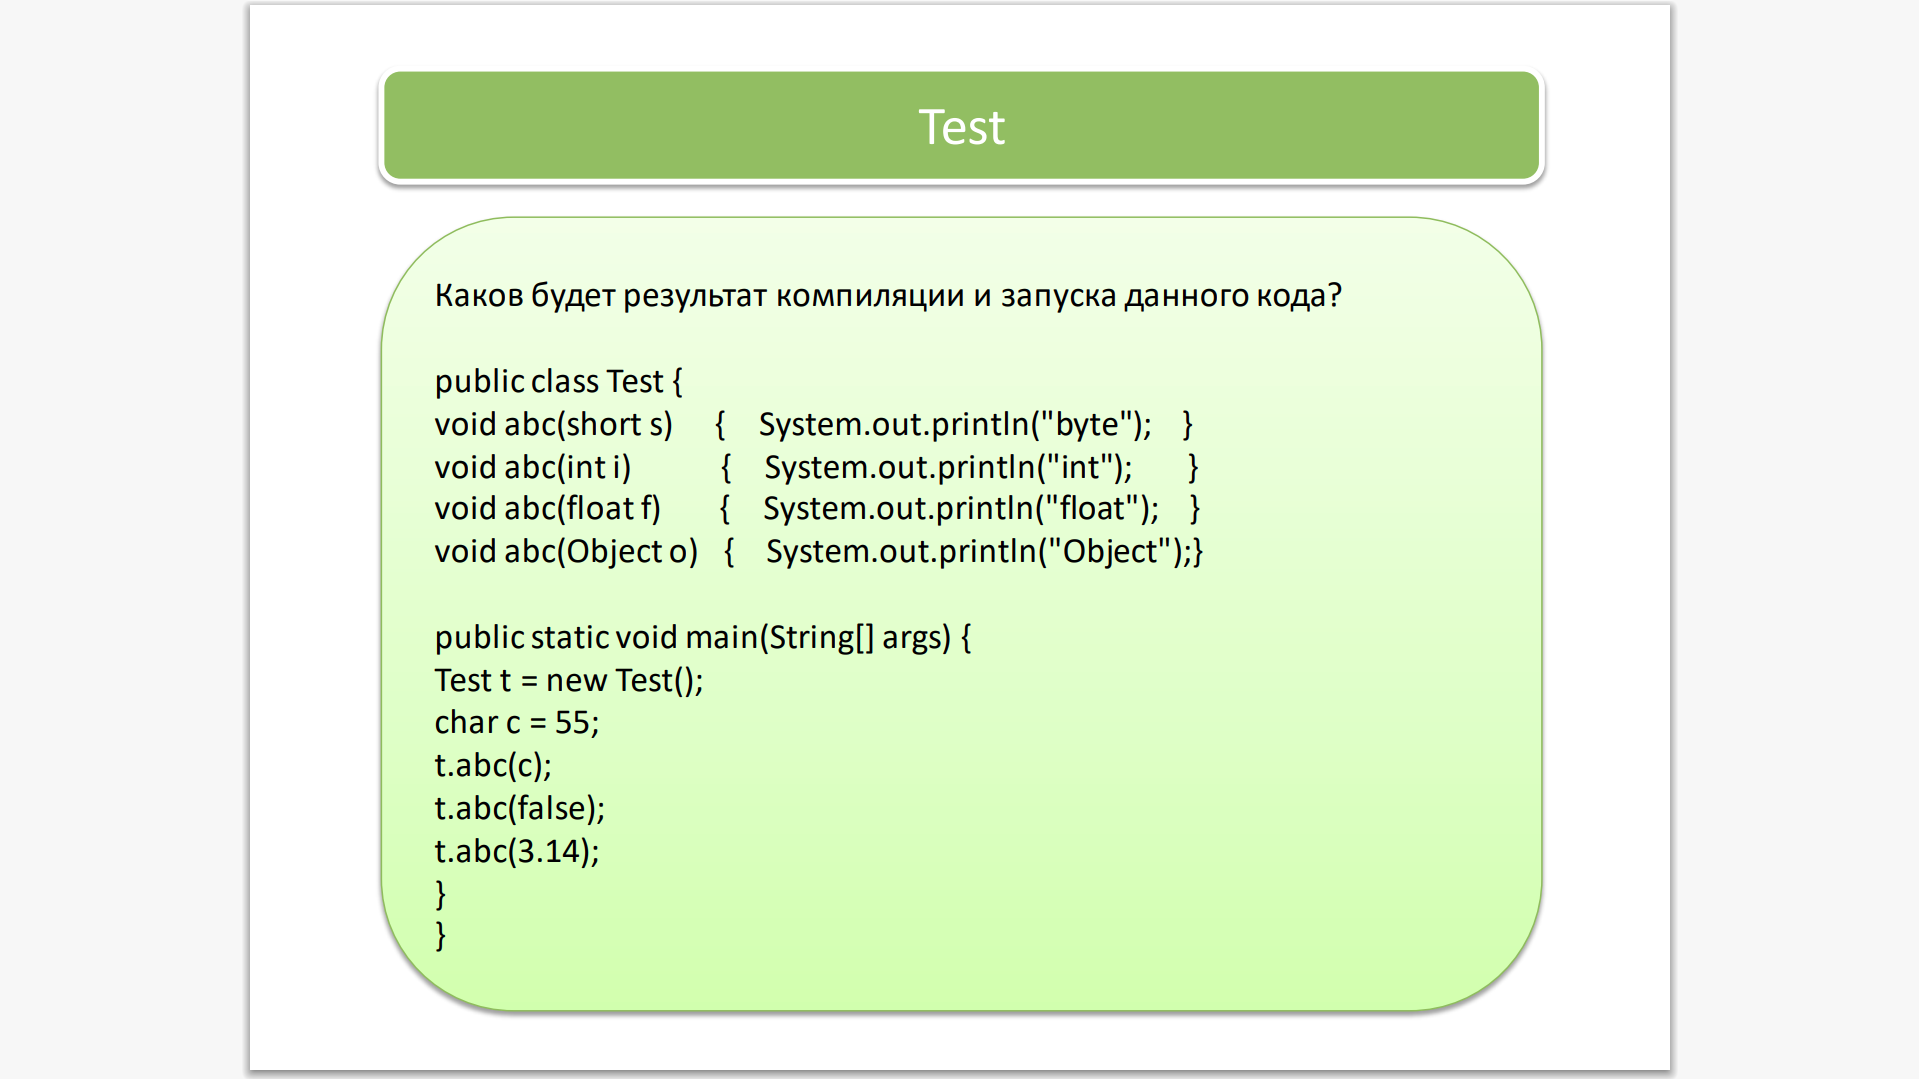 Test
Каков будет результат компиляции и запуска данного кода?
public class Test {
void abc(short s) { System.out.println("byte"); }
void abc(int i) { System.out.println("int"); }
void abc(float f) { System.out.println("float"); }
void abc(Object o) { System.out.println("Object");}
public static void main(String[] args) {
Test t = new Test();
char c = 55;
t.abc(c);
t.abc(false);
t.abc(3.14);
}
}